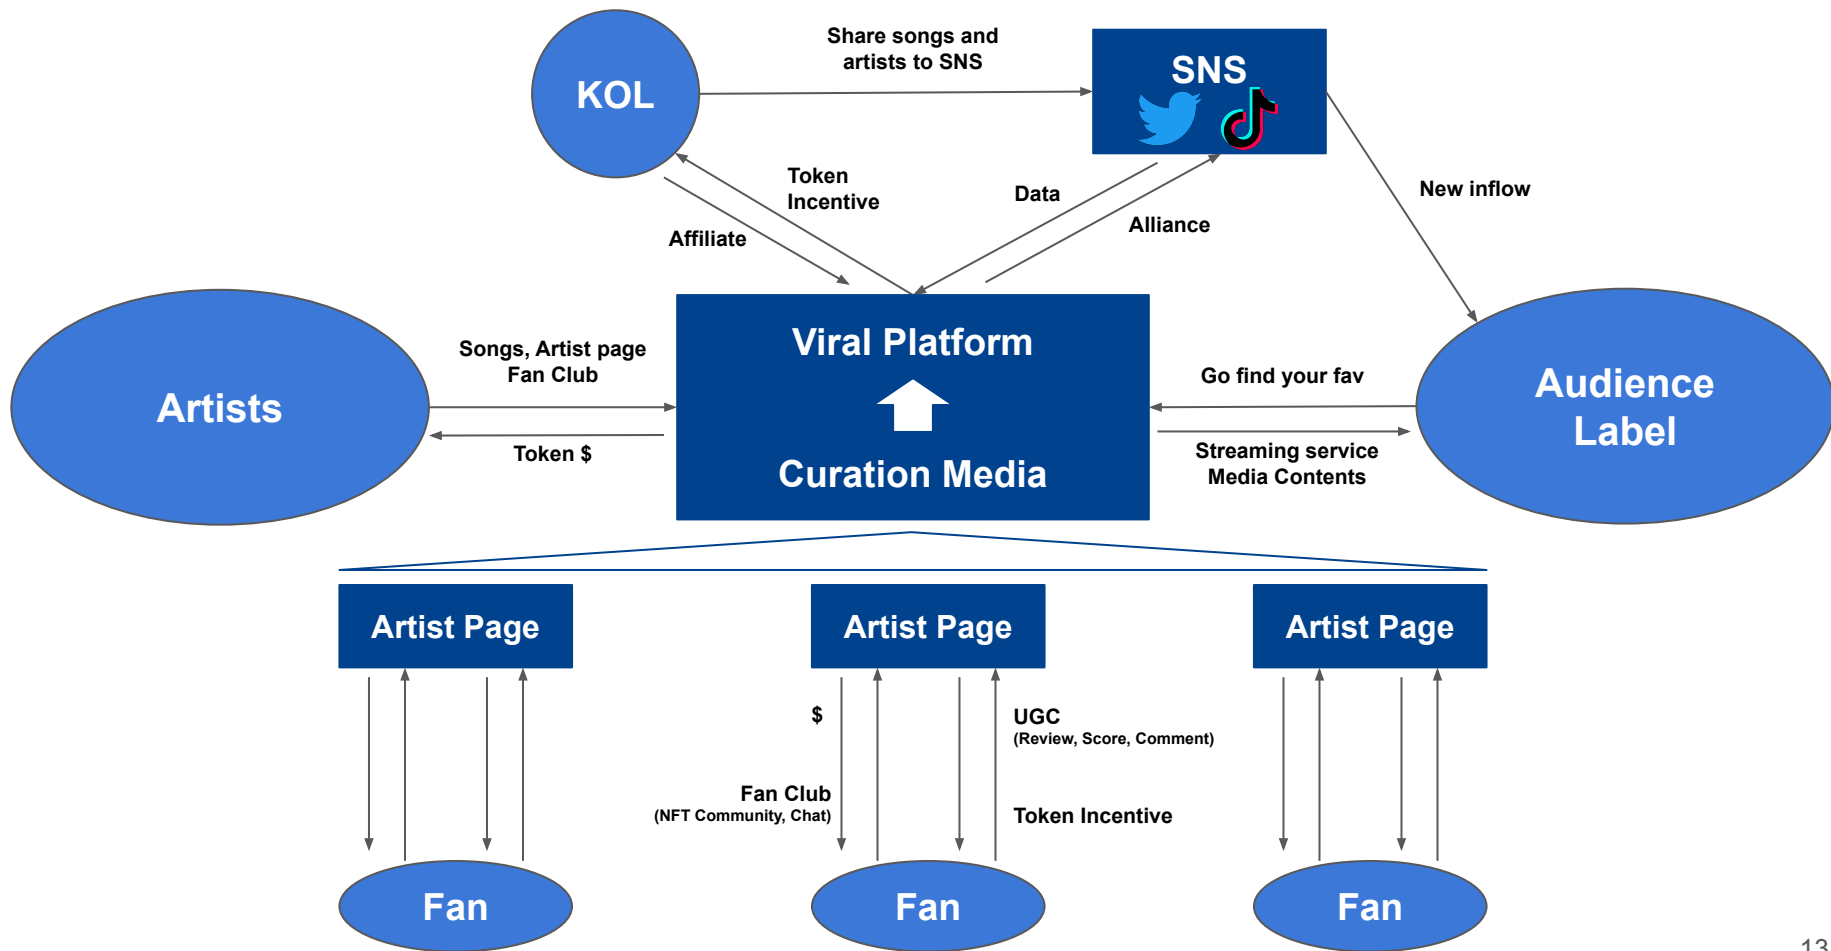 Share songs and
artists to SNS
KOL
SNS
Token
Incentive
Data
New inflow
Affiliate
Alliance
Viral Platform
Songs, Artist page
Fan Club
Go find your fav
Artists
Audience
Label
Token $
Streaming service
Media Contents
Curation Media
Artist Page
Artist Page
Artist Page
$
UGC
(Review, Score, Comment)
Fan Club
(NFT Community, Chat)
Token Incentive
Fan
Fan
Fan
13